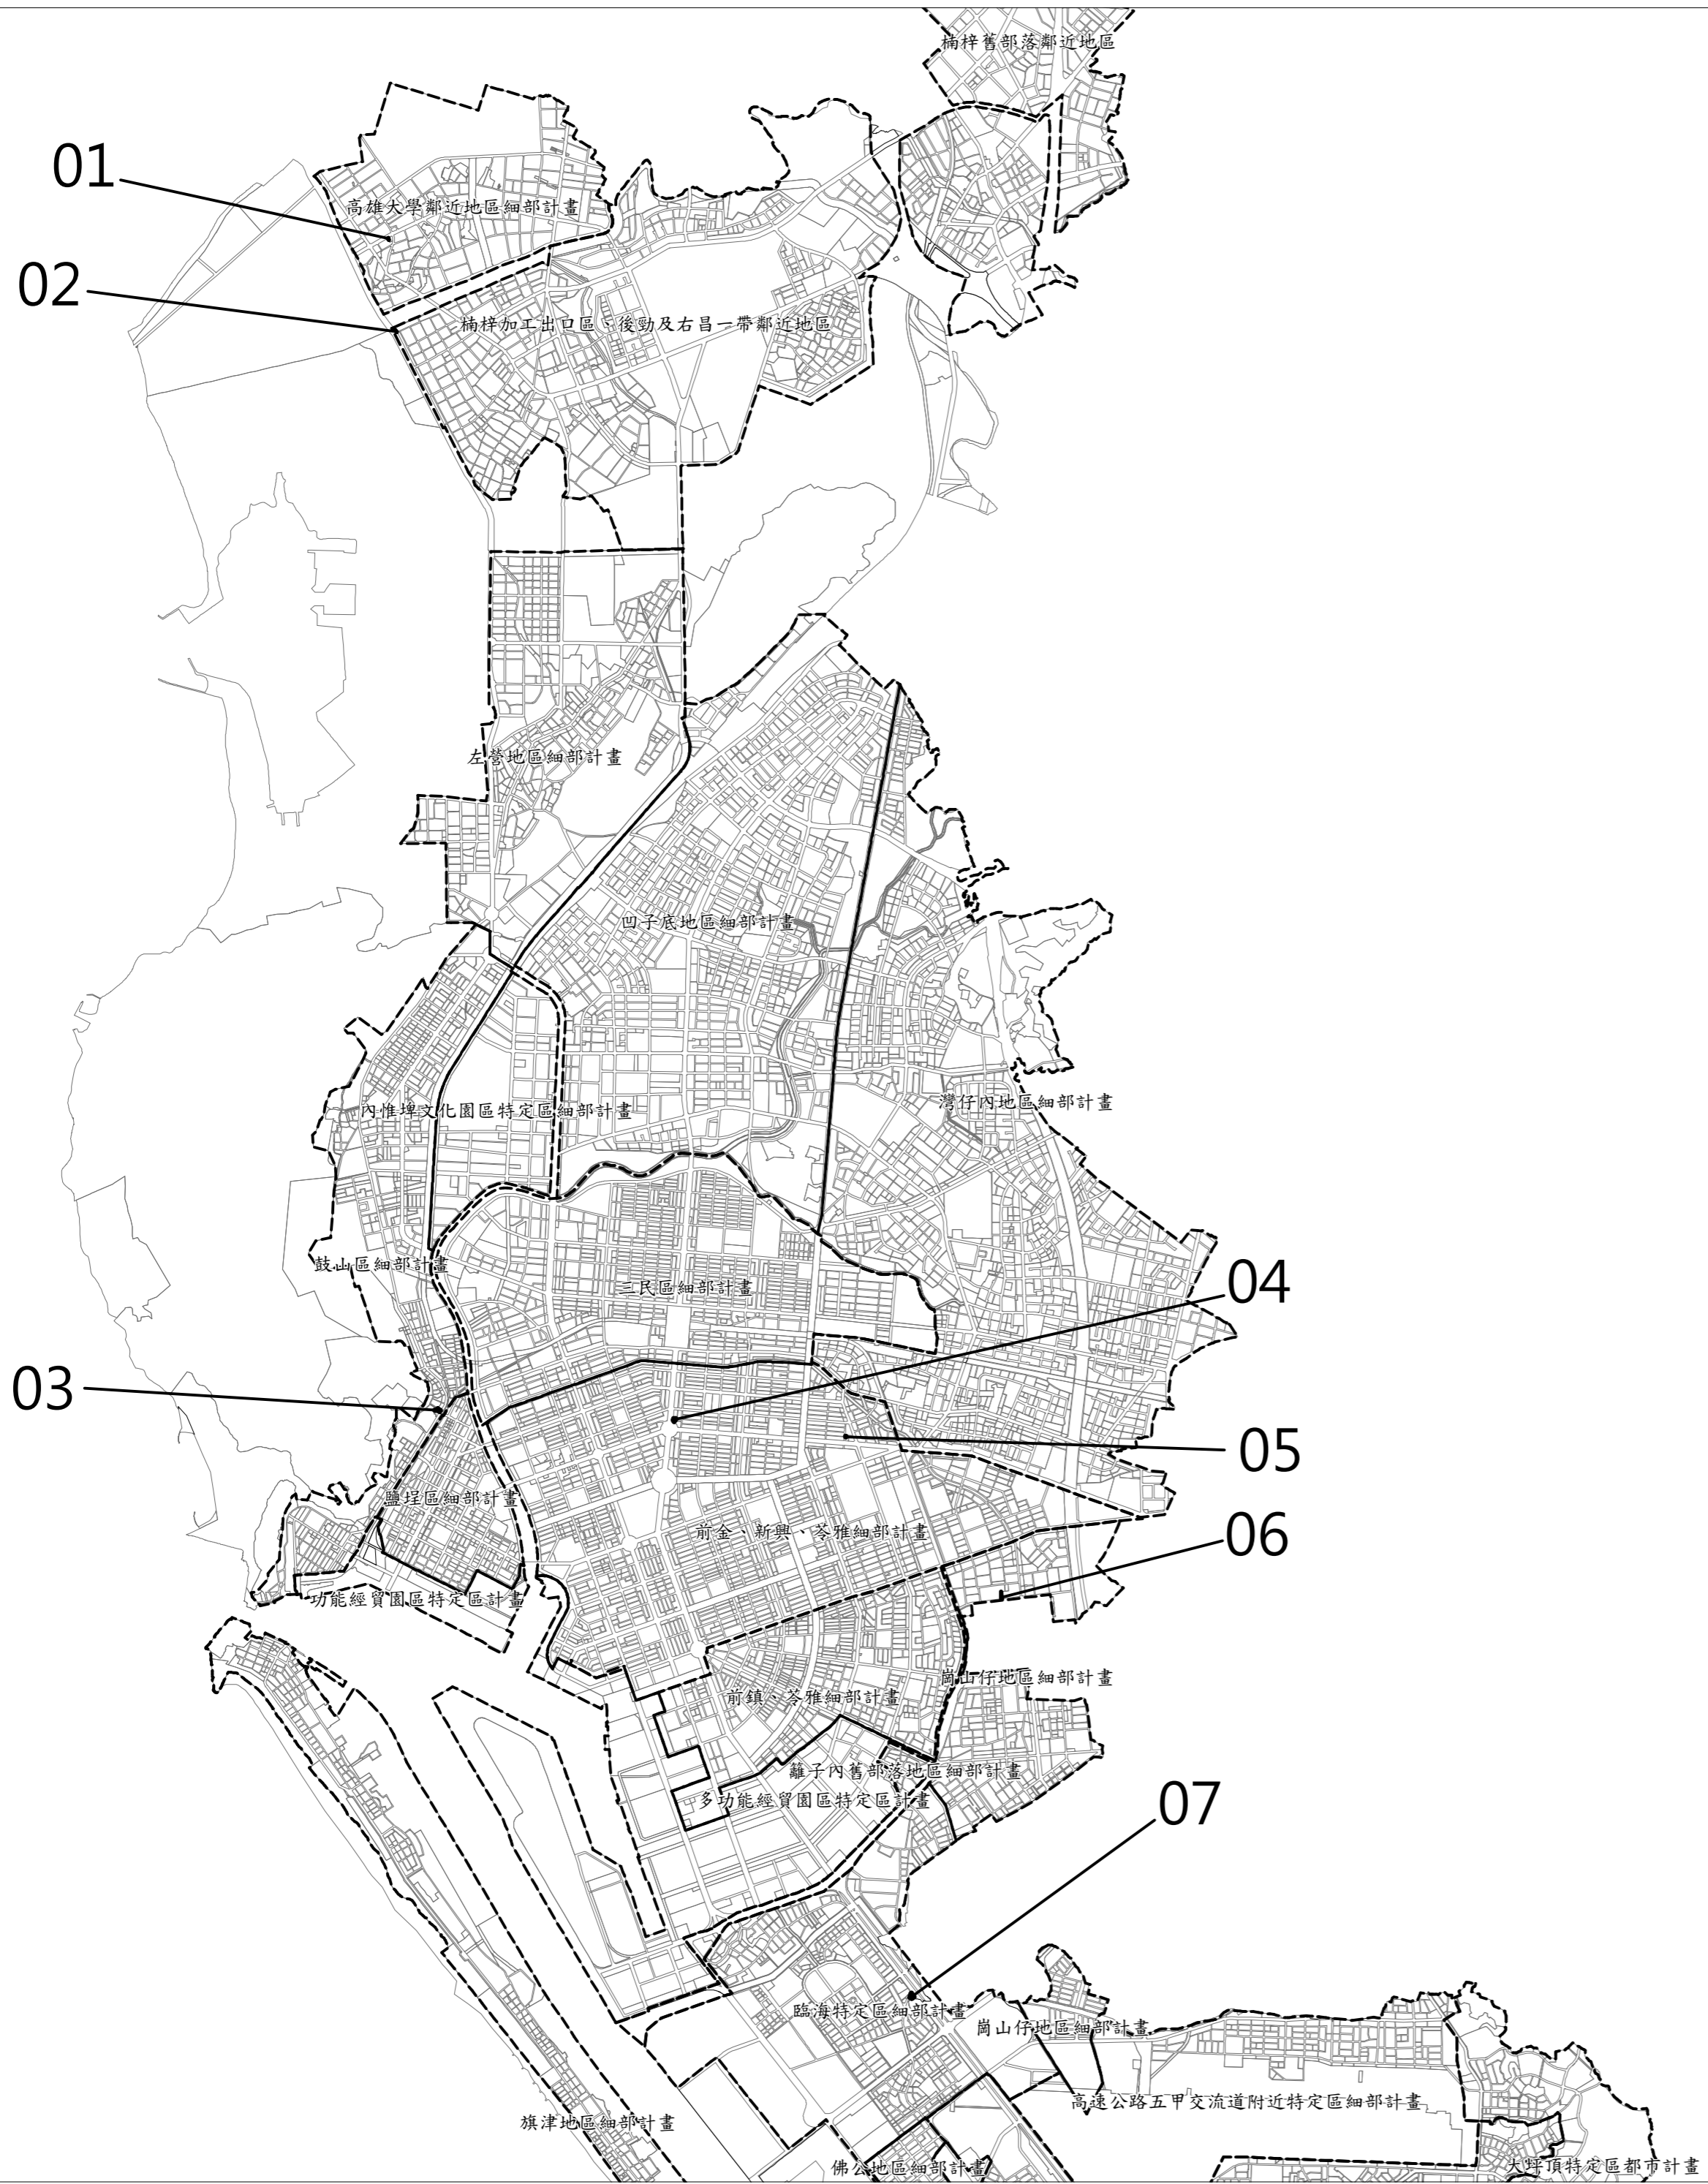 楠梓舊部落鄰近地區
01
高雄大學鄰近地區細部計畫
02
楠梓加工出口區、後勁及右昌一帶鄰近地區
左營地區細部計畫
凹子底地區細部計畫
內惟埤文化園區特定區細部計畫
灣仔內地區細部計畫
鼓山區細部計畫
三民區細部計畫
04
03
05
鹽埕區細部計畫
前金、新興、苓雅細部計畫
06
功能經貿園區特定區計畫
崗山仔地區細部計畫
前鎮、苓雅細部計畫
籬子內舊部落地區細部計畫
多功能經貿園區特定區計畫
07
臨海特定區細部計畫
崗山仔地區細部計畫
高速公路五甲交流道附近特定區細部計畫
旗津地區細部計畫
佛公地區細部計畫
大坪頂特定區都市計畫